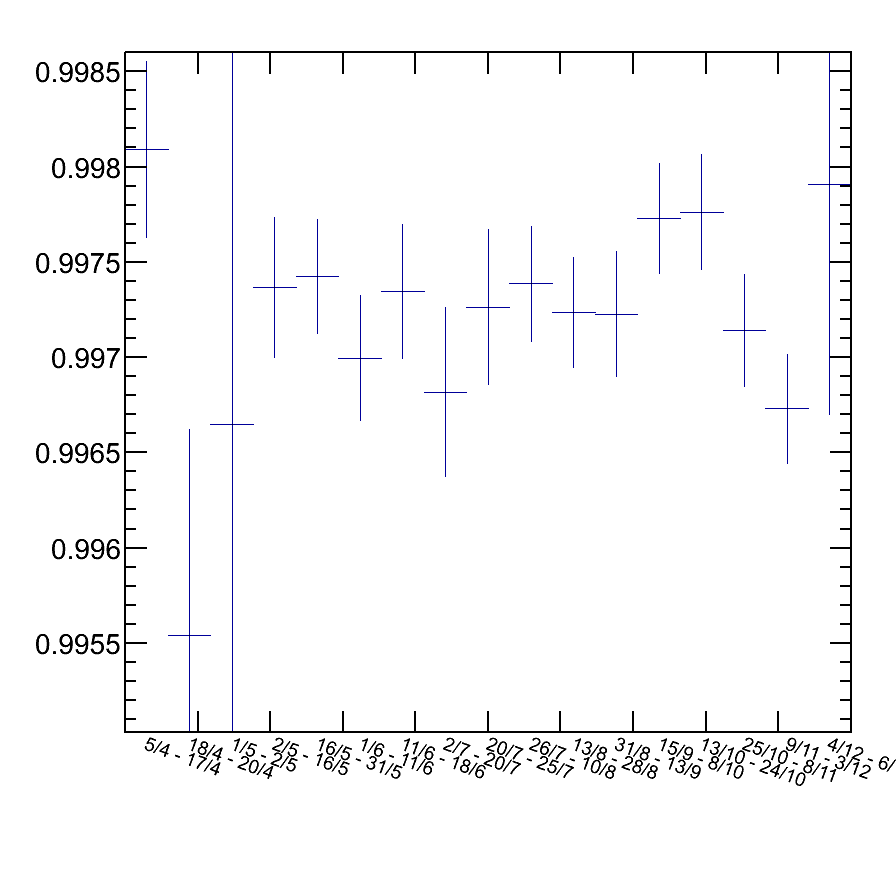 0.9985
0.998
0.9975
0.997
0.9965
0.996
0.9955
5/4 - 17/4
18/4 - 20/4
1/5 - 2/5
2/5 - 16/5
16/5 - 31/5
1/6 - 11/6
11/6 - 18/6
2/7 - 20/7
20/7 - 25/7
26/7 - 10/8
13/8 - 28/8
31/8 - 13/9
15/9 - 8/10
13/10 - 24/10
25/10 - 8/11
9/11 - 3/12
4/12 - 6/